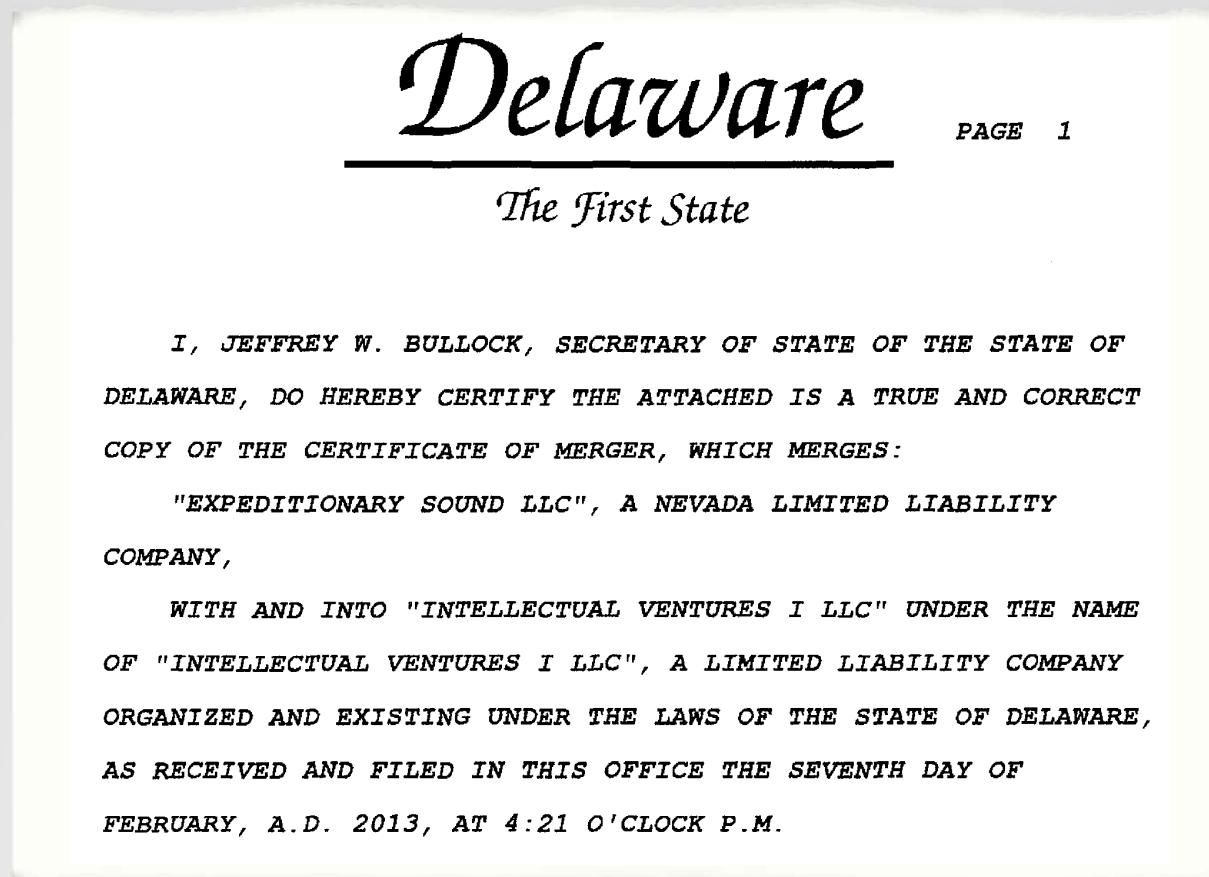 Delaware
PAGE 1
The First State
I, JEFFREY W. BULLOCK, SECRETARY OF STATE OF THE STATE OF
DELAWARE, DO HEREBY CERTIFY THE ATTACHED IS A TRUE AND CORRECT
COPY OF THE CERTIFICATE OF MERGER, WHICH MERGES:
"EXPEDITIONARY SOUND LLC", A NEVADA LIMITED LIABILITY
COMPANY,
WITH AND INTO "INTELLECTUAL VENTURES I LLC" UNDER THE NAME
OF "INTELLECTUAL VENTURES I LLC", A LIMITED LIABILITY COMPANY
ORGANIZED AND EXISTING UNDER THE LAWS OF THE STATE OF DELAWARE,
AS RECEIVED AND FILED IN THIS OFFICE THE SEVENTH DAY OF
FEBRUARY, A.D. 2013, AT 4:21 O'CLOCK P.M.